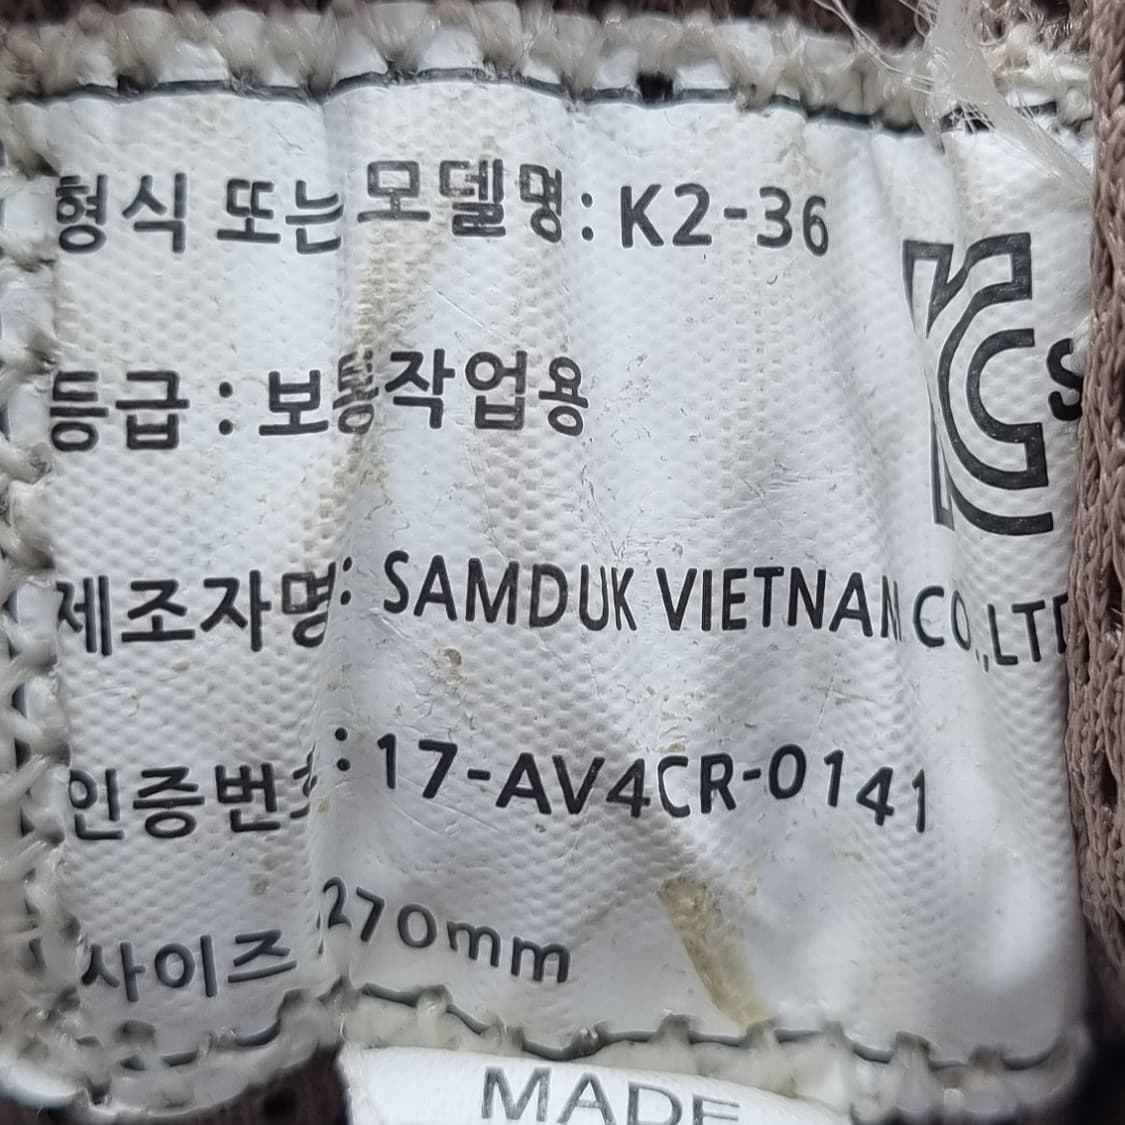 형식 또는 모델명: K2-36
KCs
등급 : 보통작업용
제조자명: SAMDUK VIETNAM CO.,LTD
인증번호: 17-AV4CR-0141
사이즈 270mm
MADE